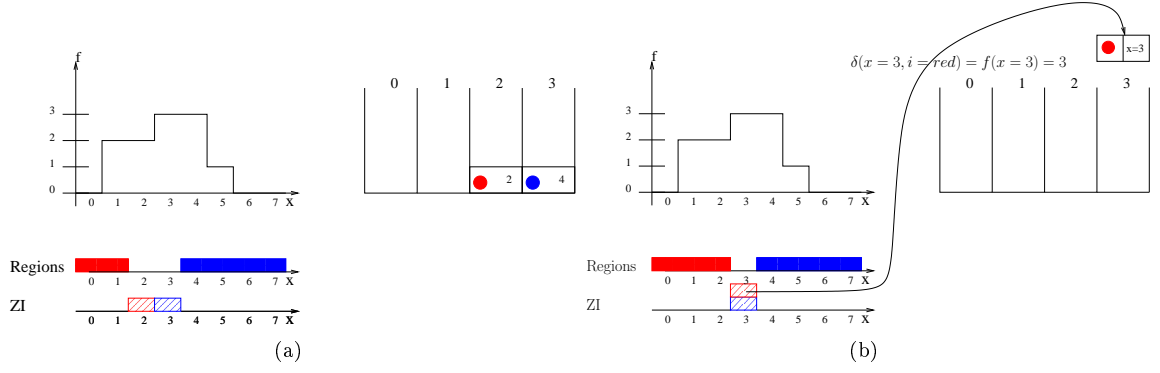 f
3
2
1
0
0 1 2 3 4 5 6 7 X
0 1 2 3
2 4
Regions
0 1 2 3 4 5 6 7 X
ZI
0 1 2 3 4 5 6 7 X
(a)
f
3
2
1
0
0 1 2 3 4 5 6 7 X
δ(x = 3, i = red) = f(x = 3) = 3
x=3
0 1 2 3
Regions
0 1 2 3 4 5 6 7 X
ZI
0 1 2 3 4 5 6 7 X
(b)